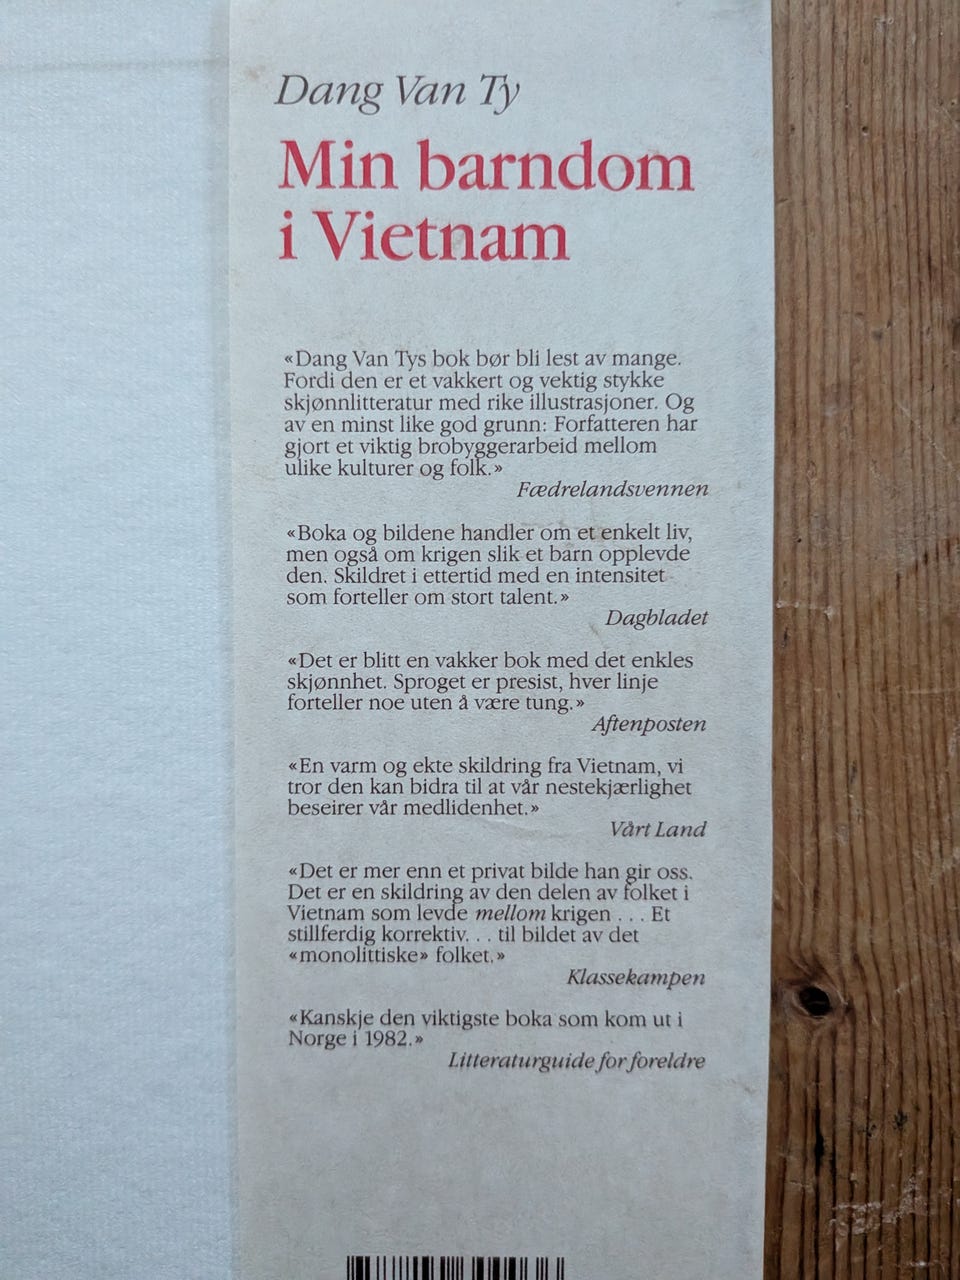 Dang Van Ty
Min barndom
i Vietnam
«Dang Van Tys bok bør bli lest av mange.
Fordi den er et vakkert og vektig stykke
skjønnlitteratur med rike illustrasjoner. Og
av en minst like god grunn: Forfatteren har
gjort et viktig brobyggerarbeid mellom
ulike kulturer og folk.»
Fædrelandsvennen
«Boka og bildene handler om et enkelt liv,
men også om krigen slik et barn opplevde
den. Skildret i ettertid med en intensitet
som forteller om stort talent.»
Dagbladet
«Det er blitt en vakker bok med det enkles
skjønnhet. Sproget er presist, hver linje
forteller noe uten å være tung.»
Aftenposten
«En varm og ekte skildring fra Vietnam, vi
tror den kan bidra til at vår nestekjærlighet
beseirer vår medlidenhet.»
Vårt Land
«Det er mer enn et privat bilde han gir oss.
Det er en skildring av den delen av folket i
Vietnam som levde mellom krigen . . . Et
stillferdig korrektiv. . . til bildet av det
«monolittiske» folket.»
Klassekampen
«Kanskje den viktigste boka som kom ut i
Norge i 1982.»
Litteraturguide for foreldre